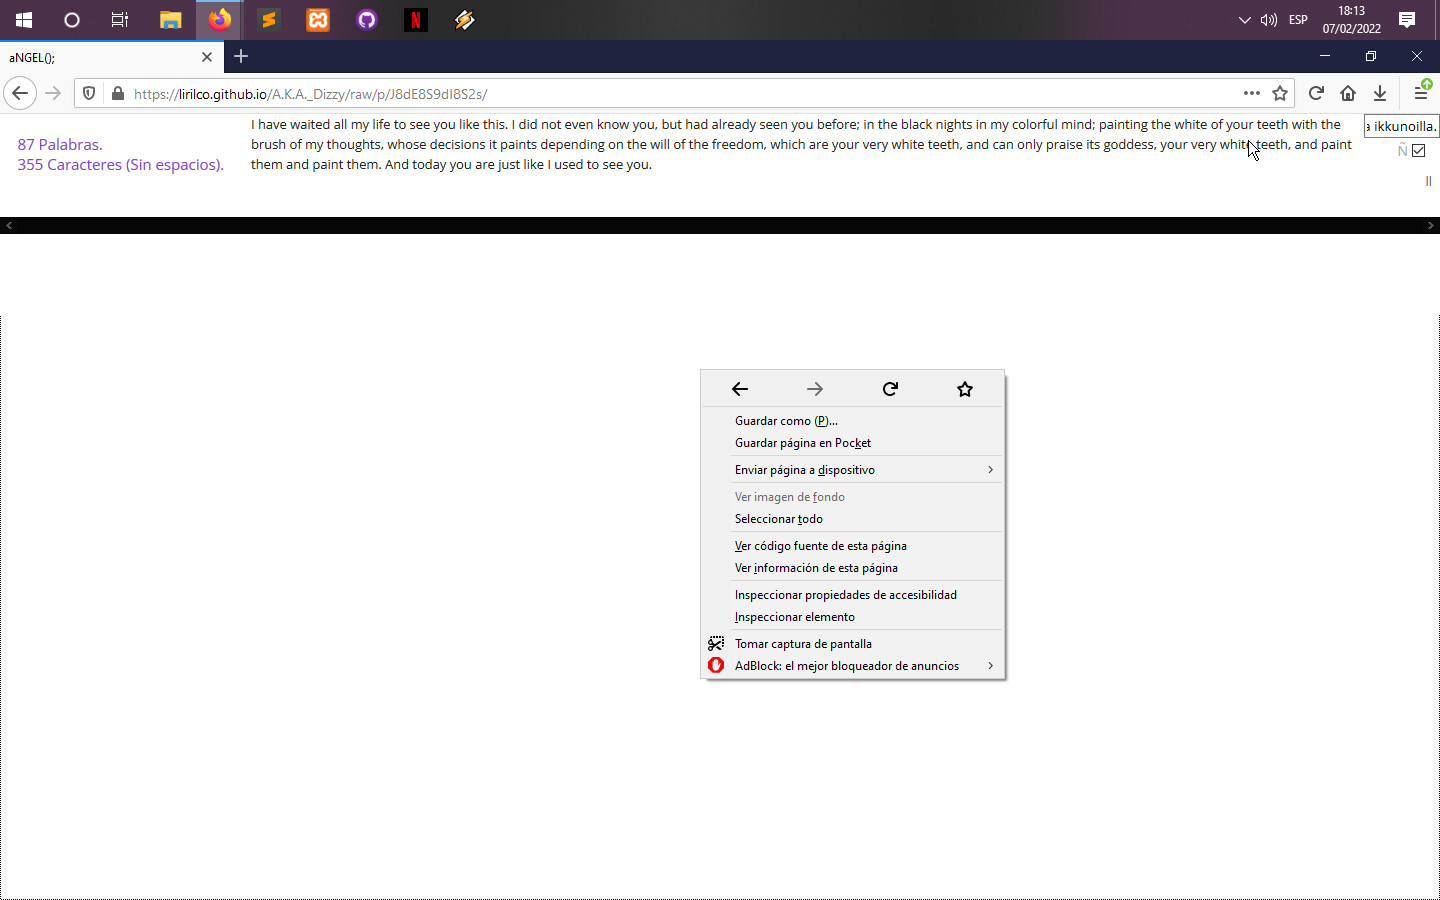 18:13
ESP
07/02/2022
aNGEL();
https://lirilco.github.io/A.K.A._Dizzy/raw/p/J8dE8S9dI8S2s/
87 Palabras.
355 Caracteres (Sin espacios).
I have waited all my life to see you like this. I did not even know you, but had already seen you before; in the black nights in my colorful mind; painting the white of your teeth with the
brush of my thoughts, whose decisions it paints depending on the will of the freedom, which are your very white teeth, and can only praise its goddess, your very white teeth, and paint
them and paint them. And today you are just like I used to see you.
ikkunoilla.
Ñ
Guardar como (P)...
Guardar página en Pocket
Enviar página a dispositivo
Ver imagen de fondo
Seleccionar todo
Ver código fuente de esta página
Ver información de esta página
Inspeccionar propiedades de accesibilidad
Inspeccionar elemento
Tomar captura de pantalla
AdBlock: el mejor bloqueador de anuncios